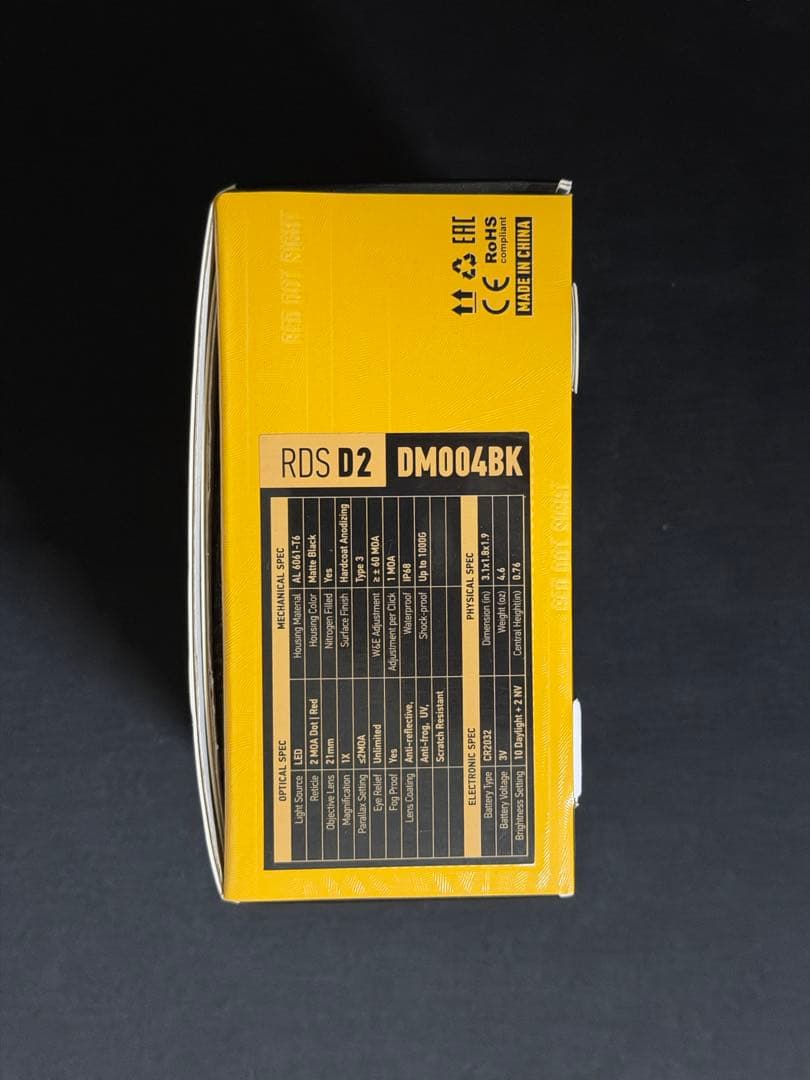 RED DOT SIGHT
EAC
CE RoHS
compliant
MADE IN CHINA
RDS D2 DM004BK
OPTICAL SPEC
Light Source LED
Reticle 2 MOA Dot | Red
Objective Lens 21mm
Magnification 1X
Parallax Setting ≤2MOA
Eye Relief Unlimited
Fog Proof Yes
Lens Coating Anti-reflective,
Anti-frog, UV,
Scratch Resistant
MECHANICAL SPEC
Housing Material AL 6061-T6
Housing Color Matte Black
Nitrogen Filled Yes
Surface Finish Hardcoat Anodizing
Type 3
W&E Adjustment ≥ ± 60 MOA
Adjustment per Click 1 MOA
Waterproof IP68
Shock-proof Up to 1000G
ELECTRONIC SPEC
Battery Type CR2032
Battery Voltage 3V
Brightness Setting 10 Daylight + 2 NV
PHYSICAL SPEC
Dimension (in) 3.1x1.8x1.9
Weight (oz) 4.6
Central Height(in) 0.76
RED DOT SIGHT